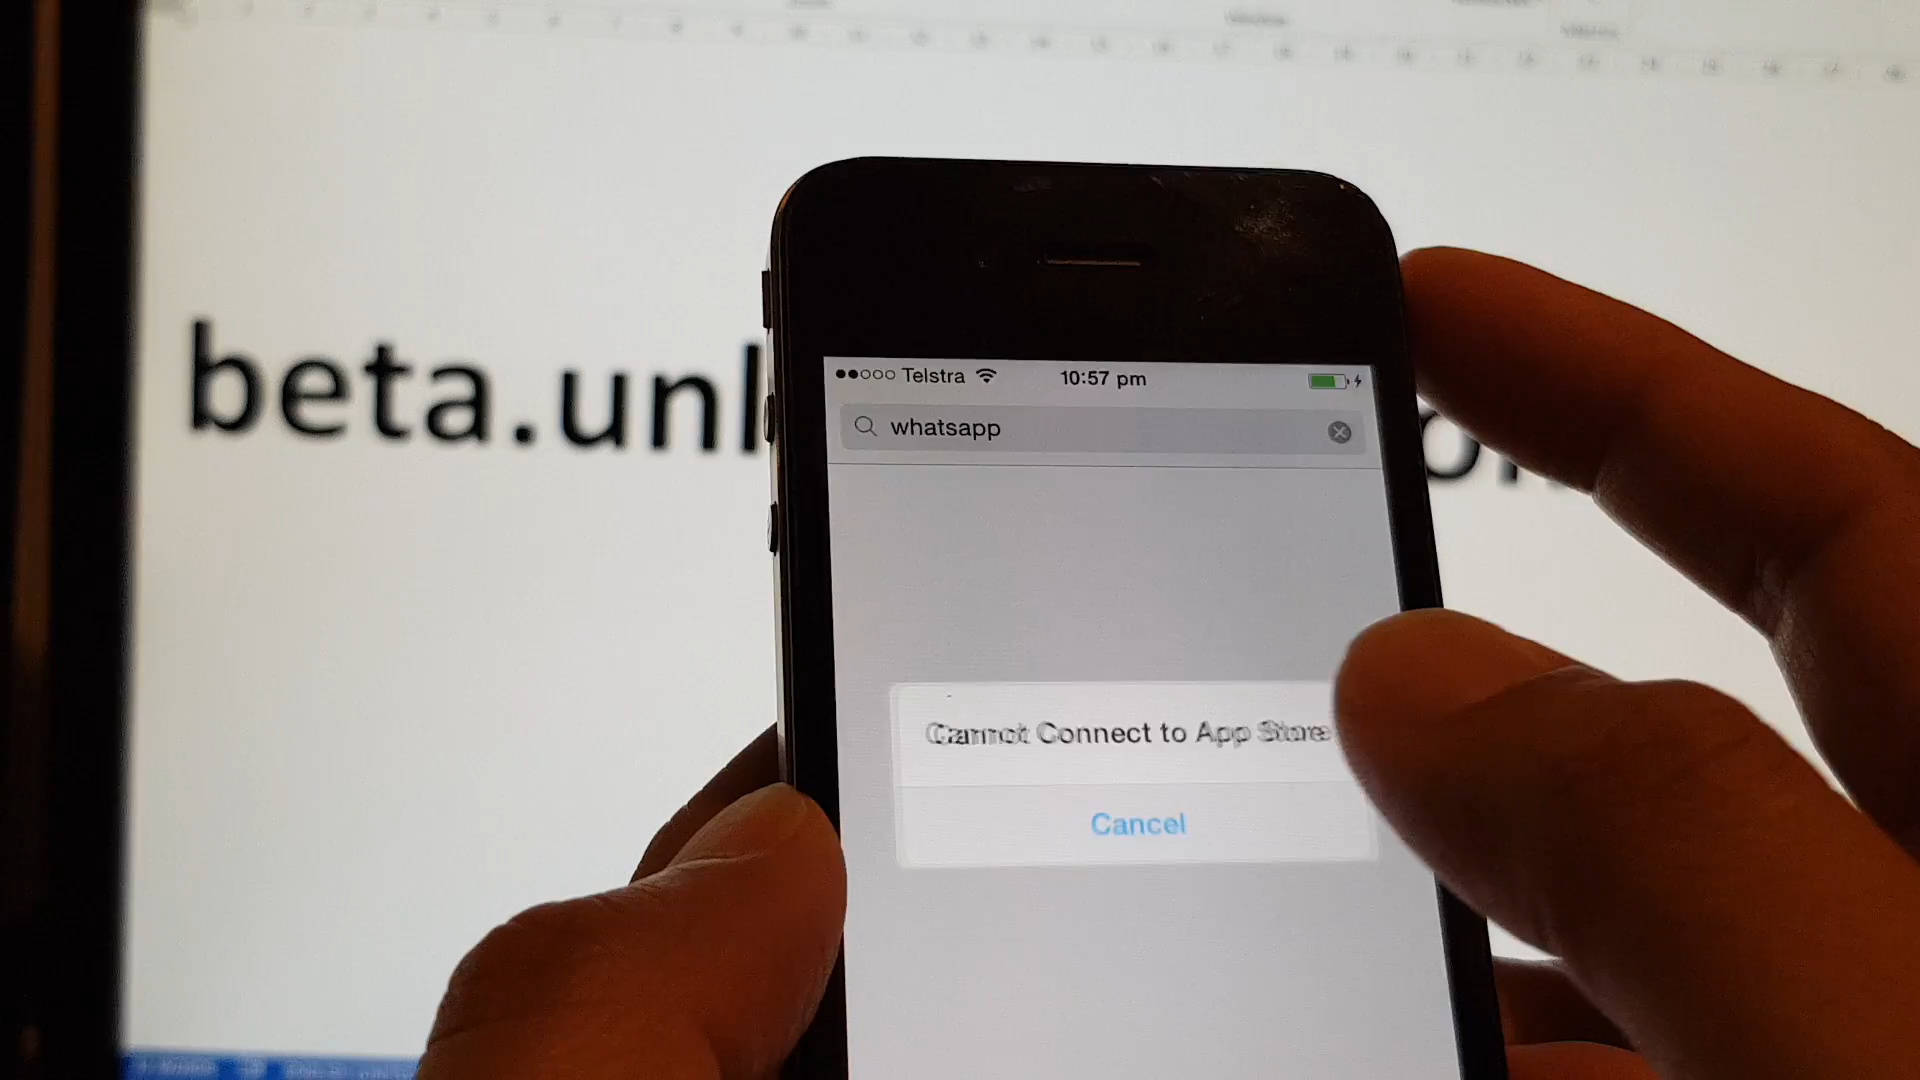 beta.unl
Telstra 10:57 pm
whatsapp
Cannot Connect to App Store
Cancel